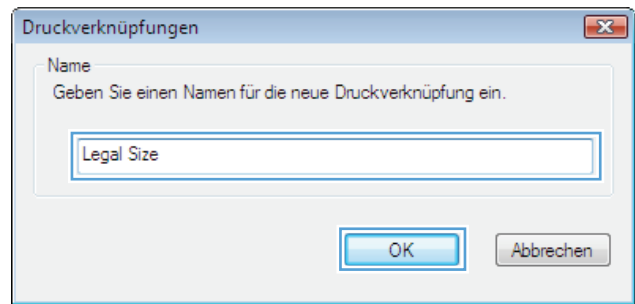 Druckverknüpfungen
Name
Geben Sie einen Namen für die neue Druckverknüpfung ein.
Legal Size
OK
Abbrechen